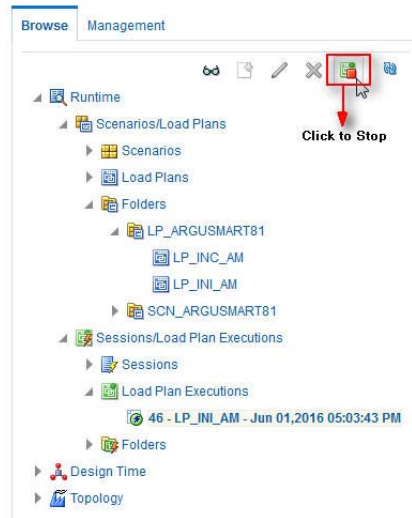 Browse Management
Runtime
Scenarios/Load Plans
Click to Stop
Scenarios
Load Plans
Folders
LP_ARGUSMART81
LP_INC_AM
LP_INI_AM
SCN_ARGUSMART81
Sessions/Load Plan Executions
Sessions
Load Plan Executions
46 - LP_INI_AM - Jun 01,2016 05:03:43 PM
Folders
Design Time
Topology